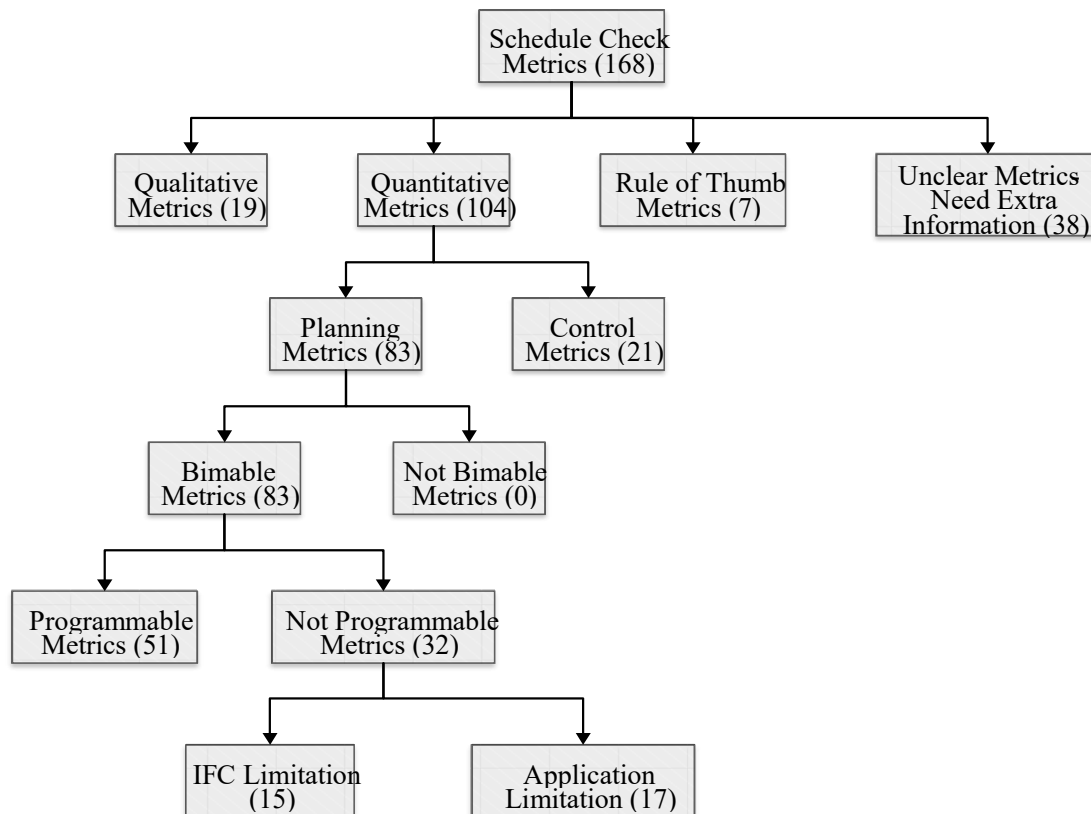 Schedule Check
Metrics (168)
Qualitative
Metrics (19)
Quantitative
Metrics (104)
Rule of Thumb
Metrics (7)
Unclear Metrics-
Need Extra
Information (38)
Planning
Metrics (83)
Control
Metrics (21)
Bimable
Metrics (83)
Not Bimable
Metrics (0)
Programmable
Metrics (51)
Not Programmable
Metrics (32)
IFC Limitation
(15)
Application
Limitation (17)